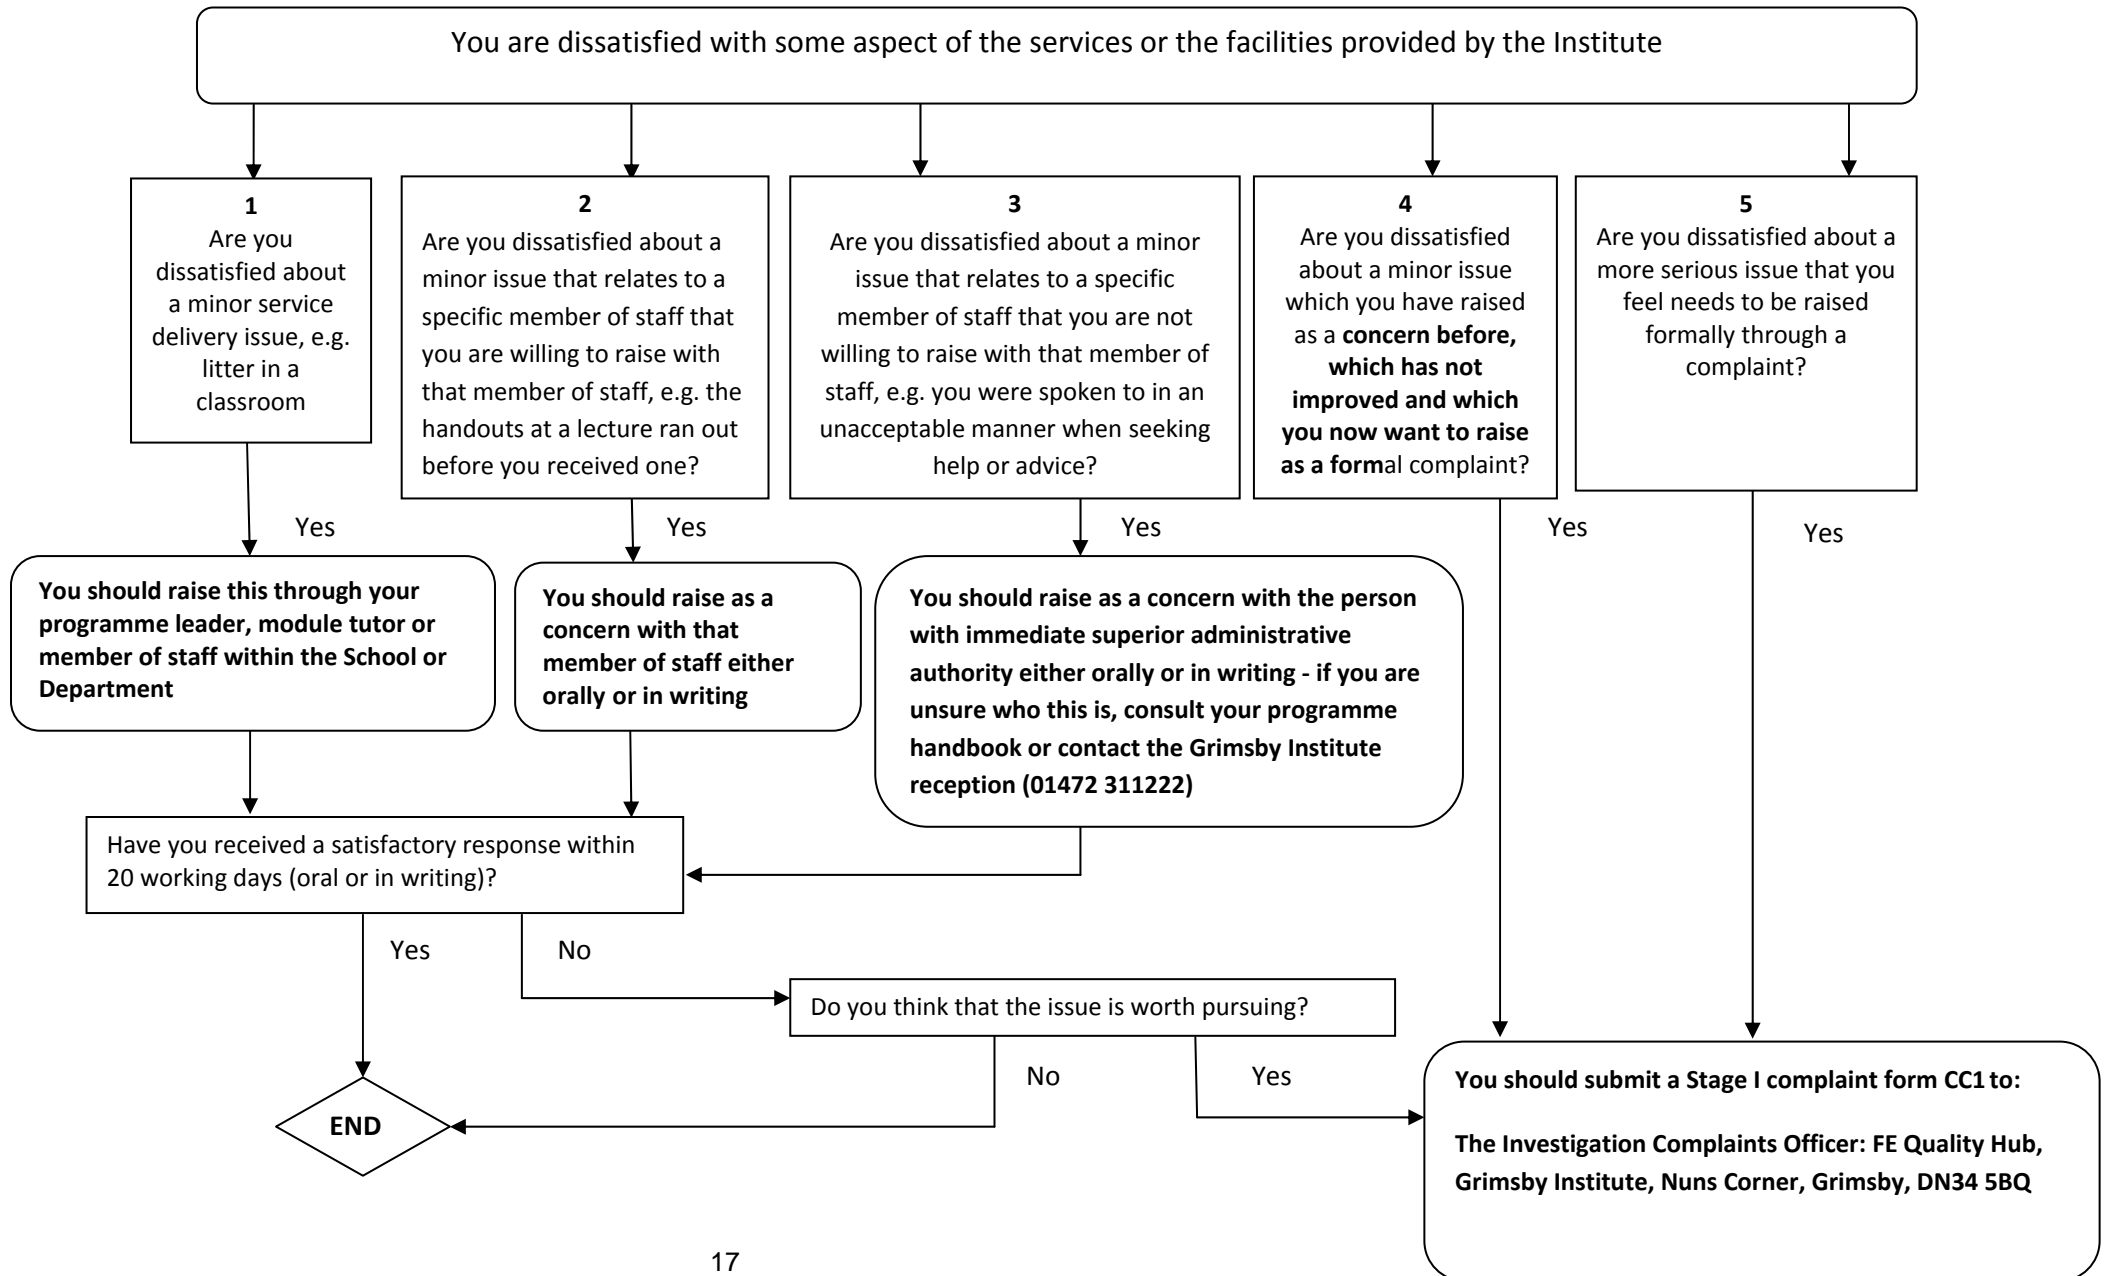 You are dissatisfied with some aspect of the services or the facilities provided by the Institute
1
Are you
dissatisfied about
a minor service
delivery issue, e.g.
litter in a
classroom
2
Are you dissatisfied about a
minor issue that relates to a
specific member of staff that
you are willing to raise with
that member of staff, e.g. the
handouts at a lecture ran out
before you received one?
3
Are you dissatisfied about a minor
issue that relates to a specific
member of staff that you are not
willing to raise with that member of
staff, e.g. you were spoken to in an
unacceptable manner when seeking
help or advice?
4
Are you dissatisfied
about a minor issue
which you have raised
as a concern before,
which has not
improved and which
you now want to raise
as a formal complaint?
5
Are you dissatisfied about a
more serious issue that you
feel needs to be raised
formally through a
complaint?
Yes
Yes
Yes
Yes
Yes
You should raise this through your
programme leader, module tutor or
member of staff within the School or
Department
You should raise as a
concern with that
member of staff either
orally or in writing
You should raise as a concern with the person
with immediate superior administrative
authority either orally or in writing - if you are
unsure who this is, consult your programme
handbook or contact the Grimsby Institute
reception (01472 311222)
Have you received a satisfactory response within
20 working days (oral or in writing)?
Yes
No
Do you think that the issue is worth pursuing?
No
Yes
END
You should submit a Stage I complaint form CC1 to:
The Investigation Complaints Officer: FE Quality Hub,
Grimsby Institute, Nuns Corner, Grimsby, DN34 5BQ
17